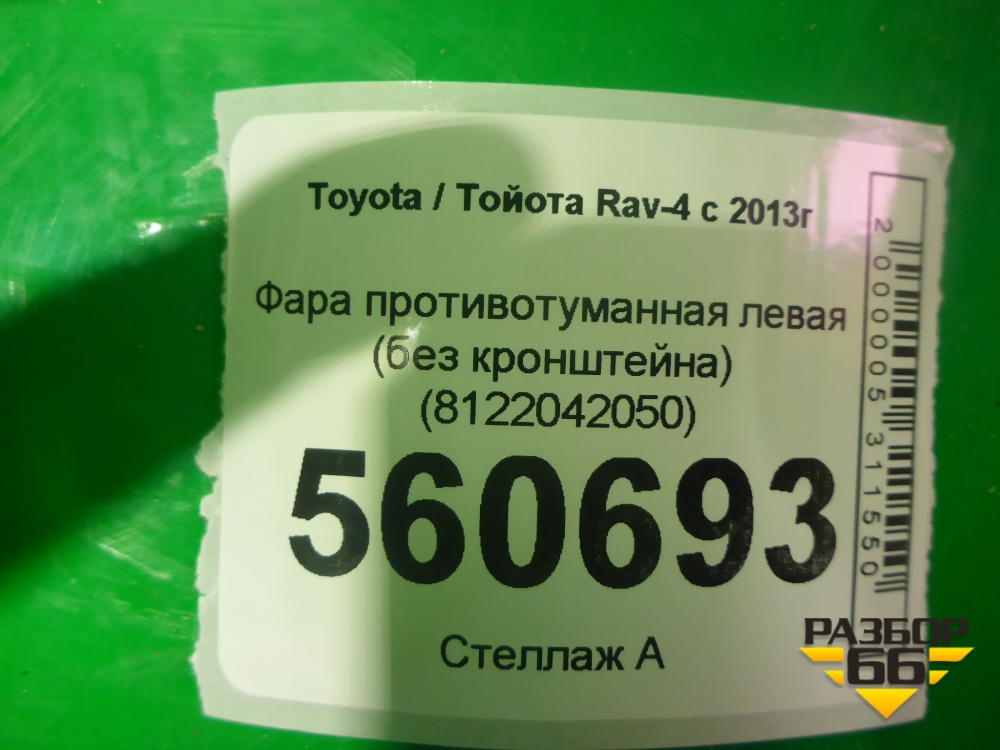 Toyota / Тойота Rav-4 с 2013г
Фара противотуманная левая
(без кронштейна)
(8122042050)
560693
Стеллаж А
2000005311550
РАЗБОР
66